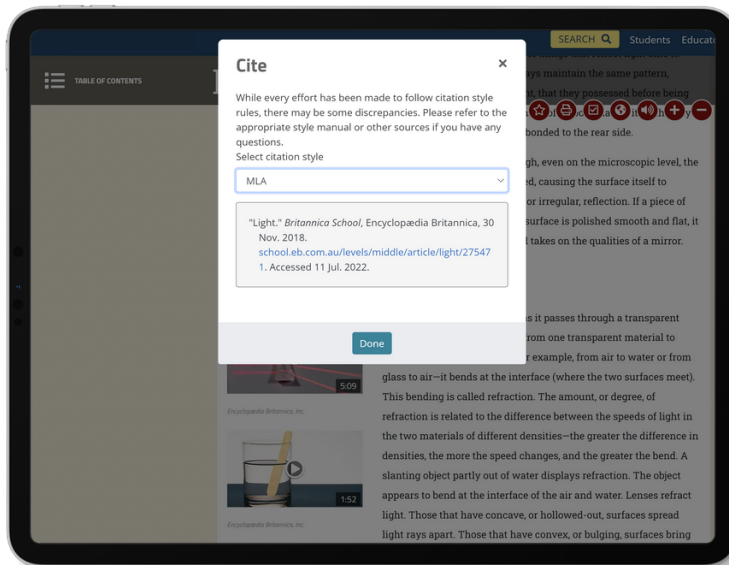 SEARCH
Students
TABLE OF CONTENTS
Cite
×
While every effort has been made to follow citation style
rules, there may be some discrepancies. Please refer to the
appropriate style manual or other sources if you have any
questions.
Select citation style
MLA
"Light." Britannica School, Encyclopædia Britannica, 30
Nov. 2018.
school.eb.com.au/levels/middle/article/light/27547
1. Accessed 11 Jul. 2022.
Done
ays maintain the same pattern,
that they possessed before being
bonded to the rear side.
gh, even on the microscopic level, the
ed, causing the surface itself to
or irregular, reflection. If a piece of
surface is polished smooth and flat, it
l takes on the qualities of a mirror.
s it passes through a transparent
rom one transparent material to
r example, from air to water or from
glass to air—it bends at the interface (where the two surfaces meet).
This bending is called refraction. The amount, or degree, of
refraction is related to the difference between the speeds of light in
the two materials of different densities—the greater the difference in
densities, the more the speed changes, and the greater the bend. A
slanting object partly out of water displays refraction. The object
appears to bend at the interface of the air and water. Lenses refract
light. Those that have concave, or hollowed-out, surfaces spread
light rays apart. Those that have convex, or bulging, surfaces bring
5:09
Encyclopædia Britannica, Inc.
1:52
Encyclopædia Britannica, Inc.